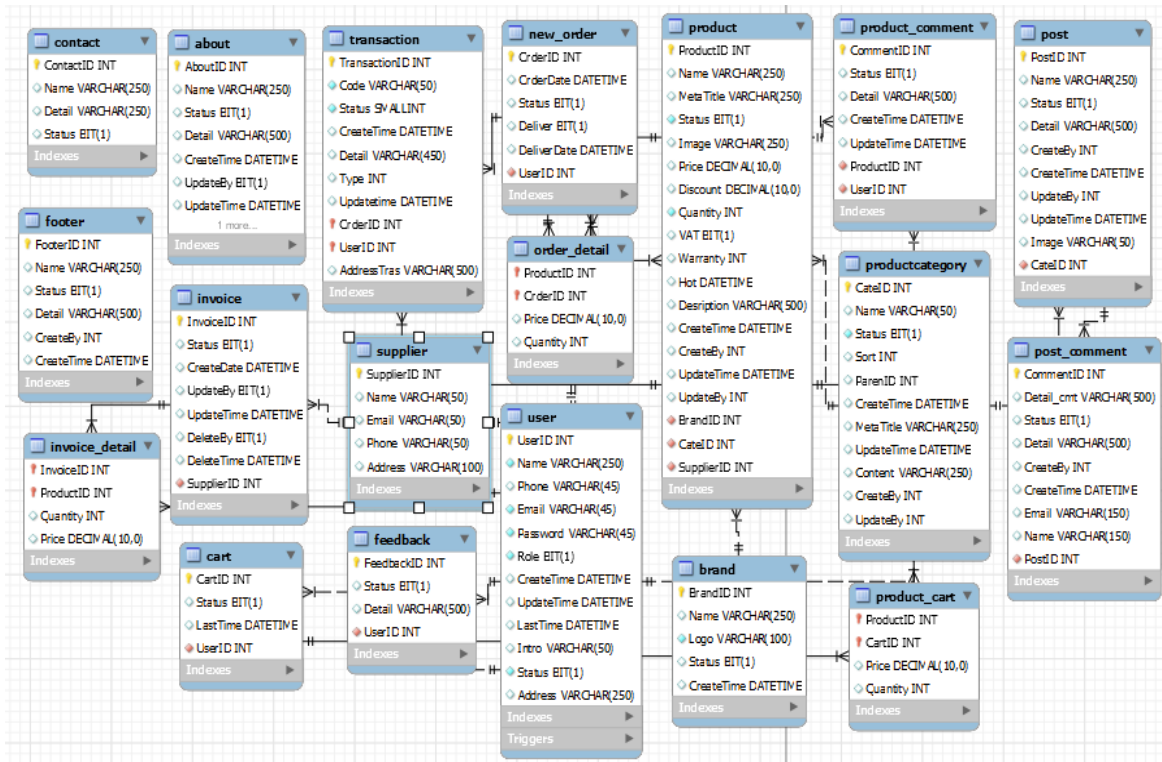 contact
ContactID INT
Name VARCHAR(250)
Detail VARCHAR(250)
Status BIT(1)
Indexes
about
AboutID INT
Name VARCHAR(250)
Status BIT(1)
Detail VARCHAR(500)
CreateTime DATETIME
UpdateBy BIT(1)
UpdateTime DATETIME
1 more...
Indexes
transaction
TransactionID INT
Code VARCHAR(50)
Status SMALLINT
CreateTime DATETIME
Detail VARCHAR(450)
Type INT
Updatetime DATETIME
OrderID INT
UserID INT
AddressTras VARCHAR(500)
Indexes
new_order
OrderID INT
OrderDate DATETIME
Status BIT(1)
Deliver BIT(1)
DeliverDate DATETIME
UserID INT
Indexes
product
ProductID INT
Name VARCHAR(250)
MetaTitle VARCHAR(250)
Status BIT(1)
Image VARCHAR(250)
Price DECIMAL(10,0)
Discount DECIMAL(10,0)
Quantity INT
VAT BIT(1)
Warranty INT
Hot DATETIME
Desription VARCHAR(500)
CreateTime DATETIME
CreateBy INT
UpdateTime DATETIME
UpdateBy INT
BrandID INT
CateID INT
SupplierID INT
Indexes
product_comment
CommentID INT
Status BIT(1)
Detail VARCHAR(500)
CreateTime DATETIME
UpdateTime DATETIME
ProductID INT
UserID INT
Indexes
post
PostID INT
Name VARCHAR(250)
Status BIT(1)
Detail VARCHAR(500)
CreateBy INT
CreateTime DATETIME
UpdateBy INT
UpdateTime DATETIME
Image VARCHAR(50)
CateID INT
Indexes
footer
FooterID INT
Name VARCHAR(250)
Status BIT(1)
Detail VARCHAR(500)
CreateBy INT
CreateTime DATETIME
Indexes
invoice
InvoiceID INT
Status BIT(1)
CreateDate DATETIME
UpdateBy BIT(1)
UpdateTime DATETIME
DeleteBy BIT(1)
DeleteTime DATETIME
SupplierID INT
Indexes
supplier
SupplierID INT
Name VARCHAR(50)
Email VARCHAR(50)
Phone VARCHAR(50)
Address VARCHAR(100)
Indexes
order_detail
ProductID INT
OrderID INT
Price DECIMAL(10,0)
Quantity INT
Indexes
productcategory
CateID INT
Name VARCHAR(50)
Status BIT(1)
Sort INT
ParenID INT
CreateTime DATETIME
MetaTitle VARCHAR(250)
UpdateTime DATETIME
Content VARCHAR(250)
CreateBy INT
UpdateBy INT
Indexes
post_comment
CommentID INT
Detail_cmt VARCHAR(500)
Status BIT(1)
Detail VARCHAR(500)
CreateBy INT
CreateTime DATETIME
Email VARCHAR(150)
Name VARCHAR(150)
PostID INT
Indexes
invoice_detail
InvoiceID INT
ProductID INT
Quantity INT
Price DECIMAL(10,0)
Indexes
user
UserID INT
Name VARCHAR(250)
Phone VARCHAR(45)
Email VARCHAR(45)
Password VARCHAR(45)
Role BIT(1)
CreateTime DATETIME
UpdateTime DATETIME
LastTime DATETIME
Intro VARCHAR(50)
Status BIT(1)
Address VARCHAR(250)
Indexes
Triggers
cart
CartID INT
Status BIT(1)
LastTime DATETIME
UserID INT
Indexes
feedback
FeedbackID INT
Status BIT(1)
Detail VARCHAR(500)
UserID INT
Indexes
brand
BrandID INT
Name VARCHAR(250)
Logo VARCHAR(100)
Status BIT(1)
CreateTime DATETIME
Indexes
product_cart
ProductID INT
CartID INT
Price DECIMAL(10,0)
Quantity INT
Indexes